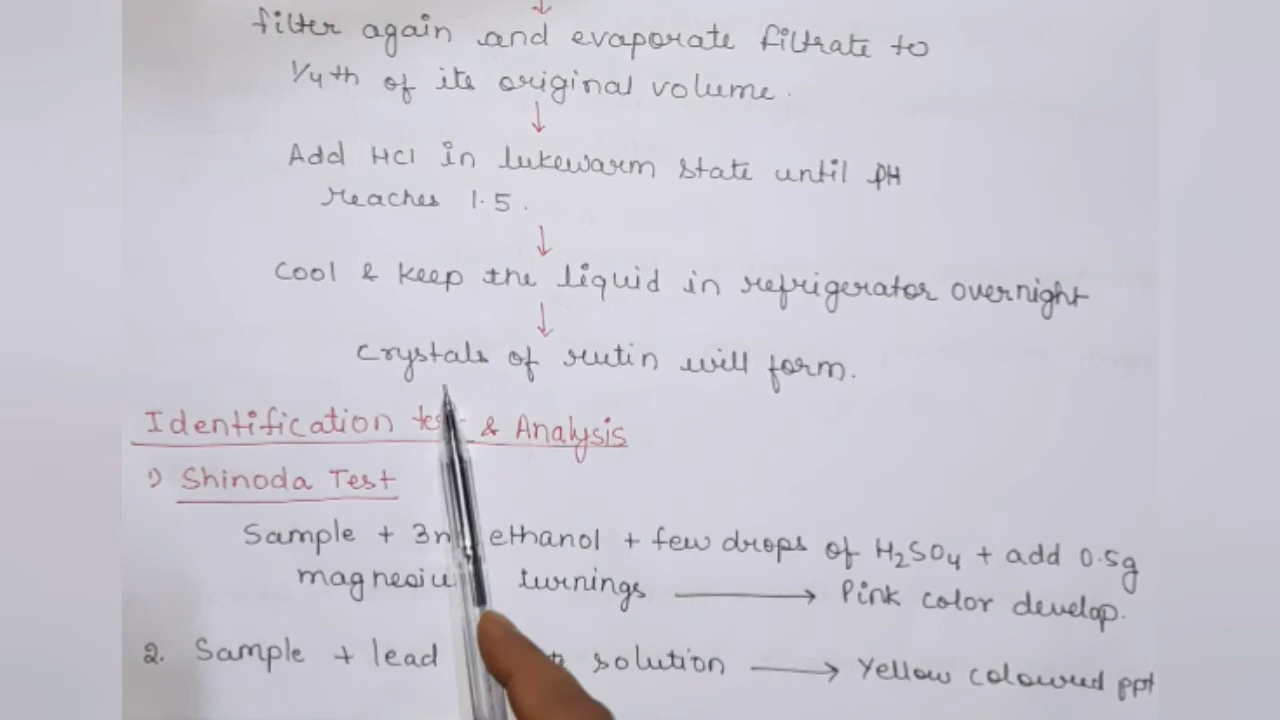 filter again and evaporate filtrate to
1/4th of its original volume.
↓
Add HCl in lukewarm state until pH
reaches 1.5.
↓
Cool & keep the liquid in refrigerator overnight
↓
Crystals of rutin will form.
Identification & Analysis
1) Shinoda Test
Sample + ethanol + few drops of H₂SO₄ + add 0.5g
turnings ⟶ Pink color develop.
2. Sample + lead solution ⟶ Yellow coloured ppt